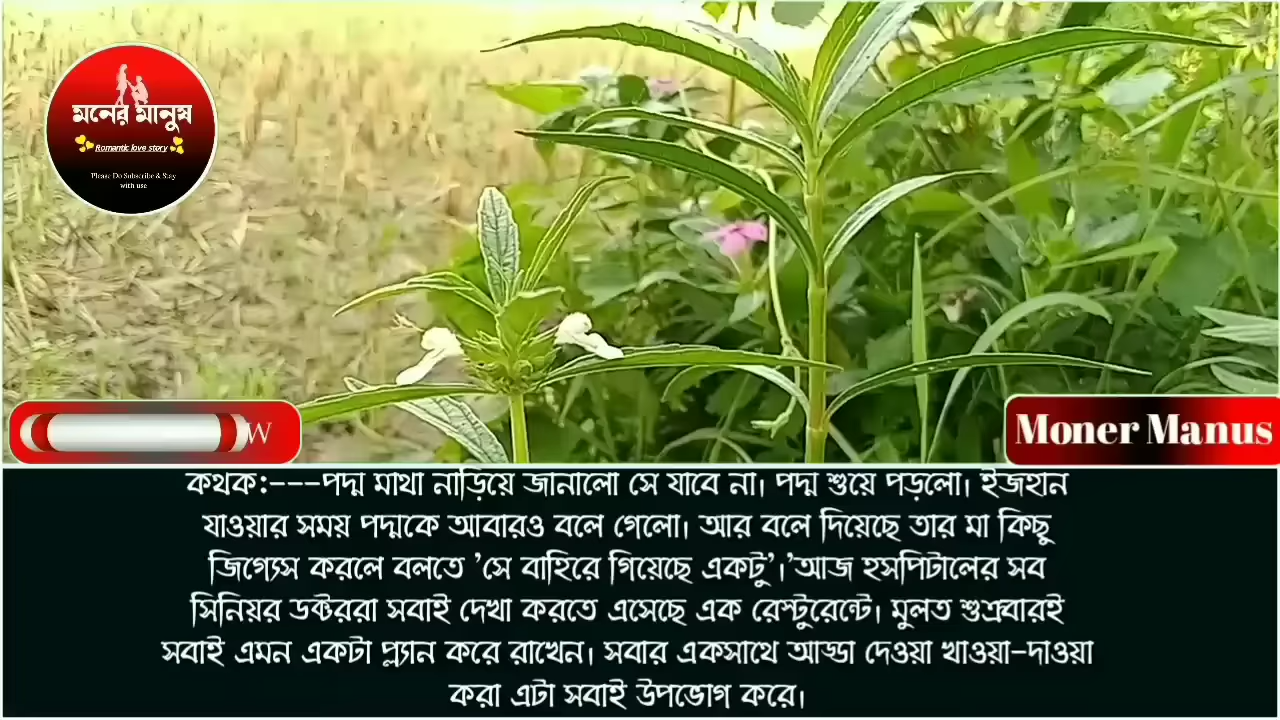 মনের মানুষ
Romantic love story
Please Do Subscribe & Stay
with use
W
Moner Manus
কথক:---পদ্ম মাথা নাড়িয়ে জানালো সে যাবে না। পদ্ম শুয়ে পড়লো। ইজহান
যাওয়ার সময় পদ্মকে আবারও বলে গেলো। আর বলে দিয়েছে তার মা কিছু
জিগ্যেস করলে বলতে 'সে বাহিরে গিয়েছে একটু'।'আজ হসপিটালের সব
সিনিয়র ডক্টররা সবাই দেখা করতে এসেছে এক রেস্টুরেন্টে। মুলত শুক্রবারই
সবাই এমন একটা প্ল্যান করে রাখেন। সবার একসাথে আড্ডা দেওয়া খাওয়া-দাওয়া
করা এটা সবাই উপভোগ করে।